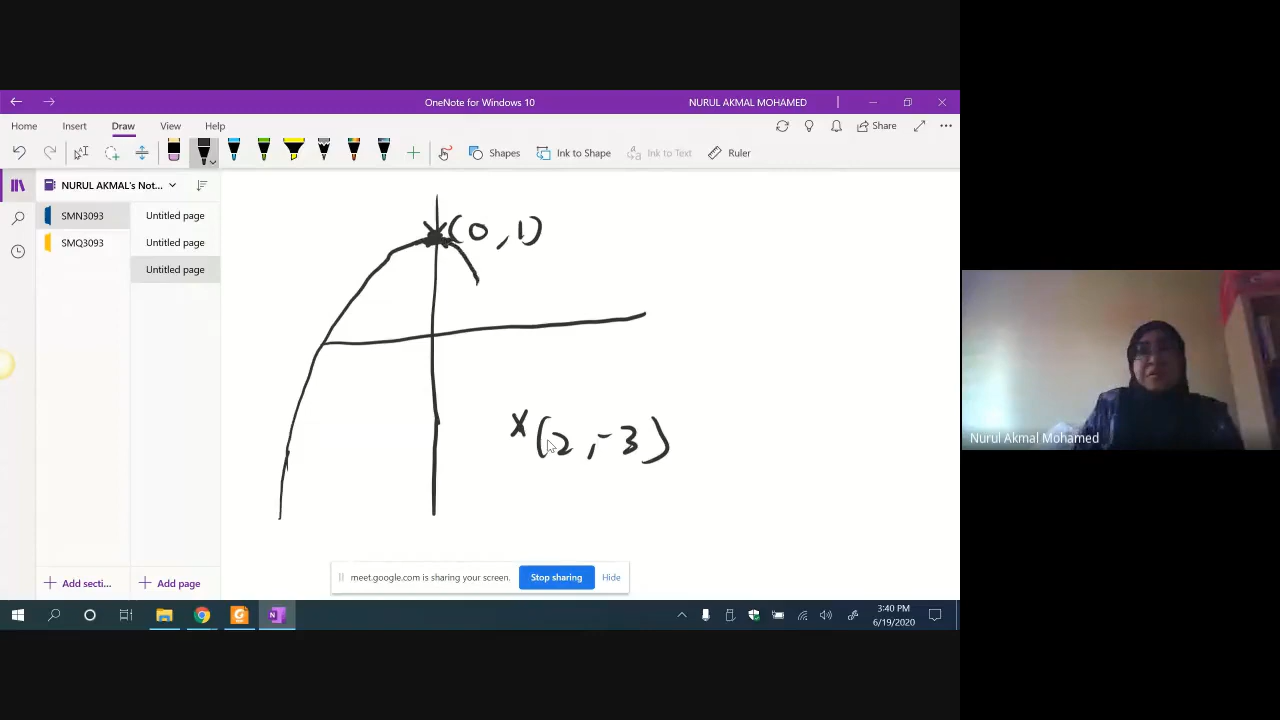 OneNote for Windows 10
NURUL AKMAL MOHAMED
Home Insert Draw View Help
Share
Shapes
Ink to Shape
Ink to Text
Ruler
NURUL AKMAL's Not...
SMN3093
SMQ3093
Untitled page
Untitled page
Untitled page
(0,1)
x(2,-3)
Nurul Akmal Mohamed
Add secti...
Add page
meet.google.com is sharing your screen.
Stop sharing
Hide
3:40 PM
6/19/2020